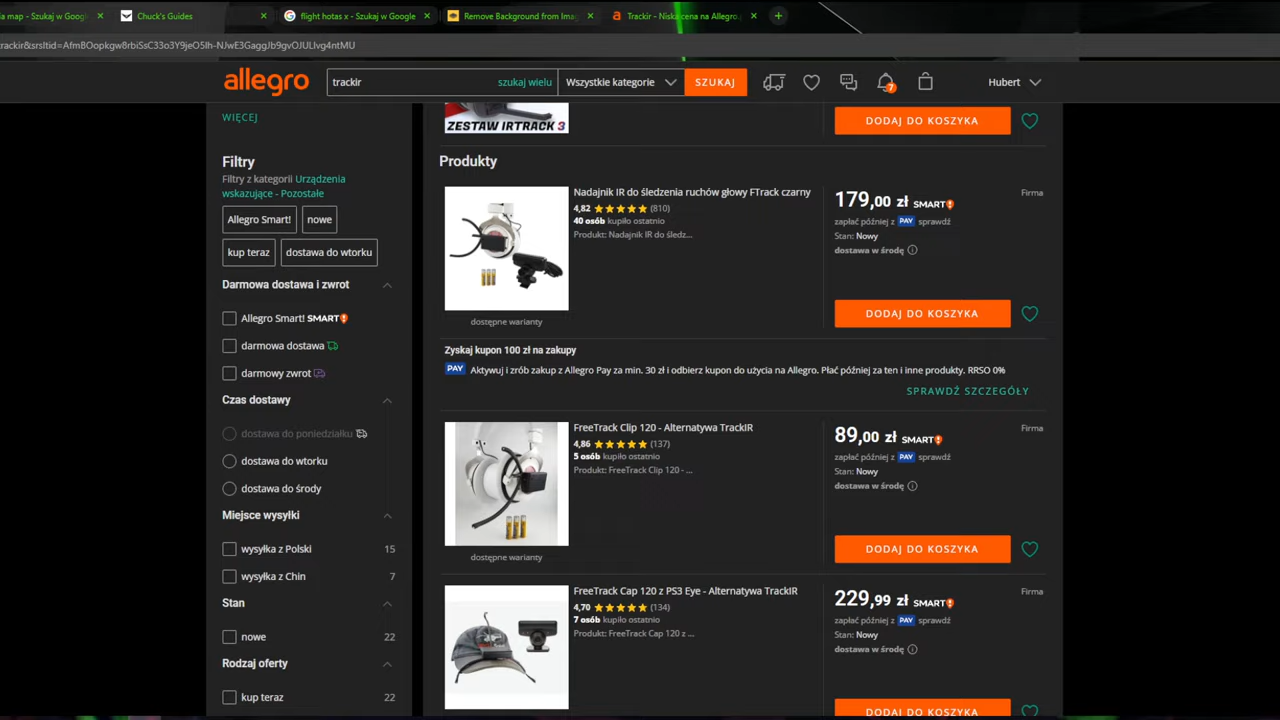 ia map - Szukaj w Goog
Chuck's Guides
flight hotas x - Szukaj w Google
Remove Background from Ima
Trackir - Niska cena na Allegro.
trackir&srsltid=AfmBOopkgw8rbiSsC33o3Y9jeO5Ih-NJwE3GaggJb9gvOJULIvg4ntMU
allegro
trackir
szukaj wielu
Wszystkie kategorie
SZUKAJ
7
Hubert
WIĘCEJ
Filtry
Filtry z kategorii Urządzenia
wskazujące - Pozostałe
Allegro Smart!
nowe
kup teraz
dostawa do wtorku
Darmowa dostawa i zwrot
Allegro Smart! SMART!
darmowa dostawa
darmowy zwrot
Czas dostawy
dostawa do poniedziałku
dostawa do wtorku
dostawa do środy
Miejsce wysyłki
wysyłka z Polski 15
wysyłka z Chin 7
Stan
nowe 22
Rodzaj oferty
kup teraz 22
ZESTAW IRTRACK 3
DODAJ DO KOSZYKA
Produkty
Nadajnik IR do śledzenia ruchów głowy FTrack czarny
4,82 (810)
40 osób kupiło ostatnio
Produkt: Nadajnik IR do śledz...
dostępne warianty
179,00 zł SMART!
Firma
zapłać później z PAY sprawdź
Stan: Nowy
dostawa w środę
DODAJ DO KOSZYKA
Zyskaj kupon 100 zł na zakupy
PAY Aktywuj i zrób zakup z Allegro Pay za min. 30 zł i odbierz kupon do użycia na Allegro. Płać później za ten i inne produkty. RRSO 0%
SPRAWDŹ SZCZEGÓŁY
FreeTrack Clip 120 - Alternatywa TrackIR
4,86 (137)
5 osób kupiło ostatnio
Produkt: FreeTrack Clip 120 - ...
dostępne warianty
89,00 zł SMART!
Firma
zapłać później z PAY sprawdź
Stan: Nowy
dostawa w środę
DODAJ DO KOSZYKA
FreeTrack Cap 120 z PS3 Eye - Alternatywa TrackIR
4,70 (134)
7 osób kupiło ostatnio
Produkt: FreeTrack Cap 120 z ...
229,99 zł SMART!
Firma
zapłać później z PAY sprawdź
Stan: Nowy
dostawa w środę
DODAJ DO KOSZYKA